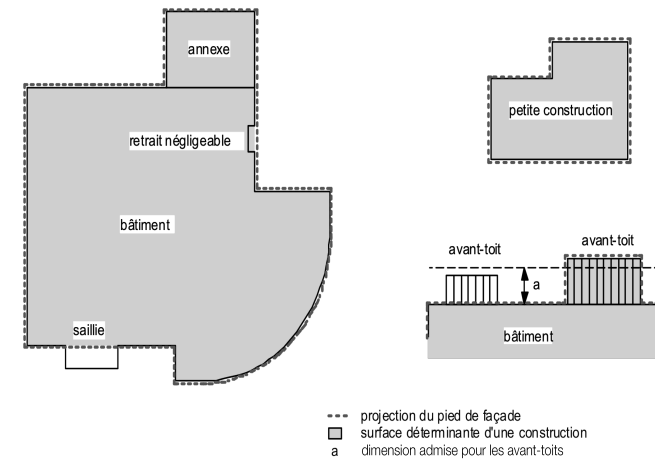 annexe
petite construction
retrait négligeable
bâtiment
avant-toit
avant-toit
a
saillie
bâtiment
projection du pied de façade
surface déterminante d'une construction
a dimension admise pour les avant-toits